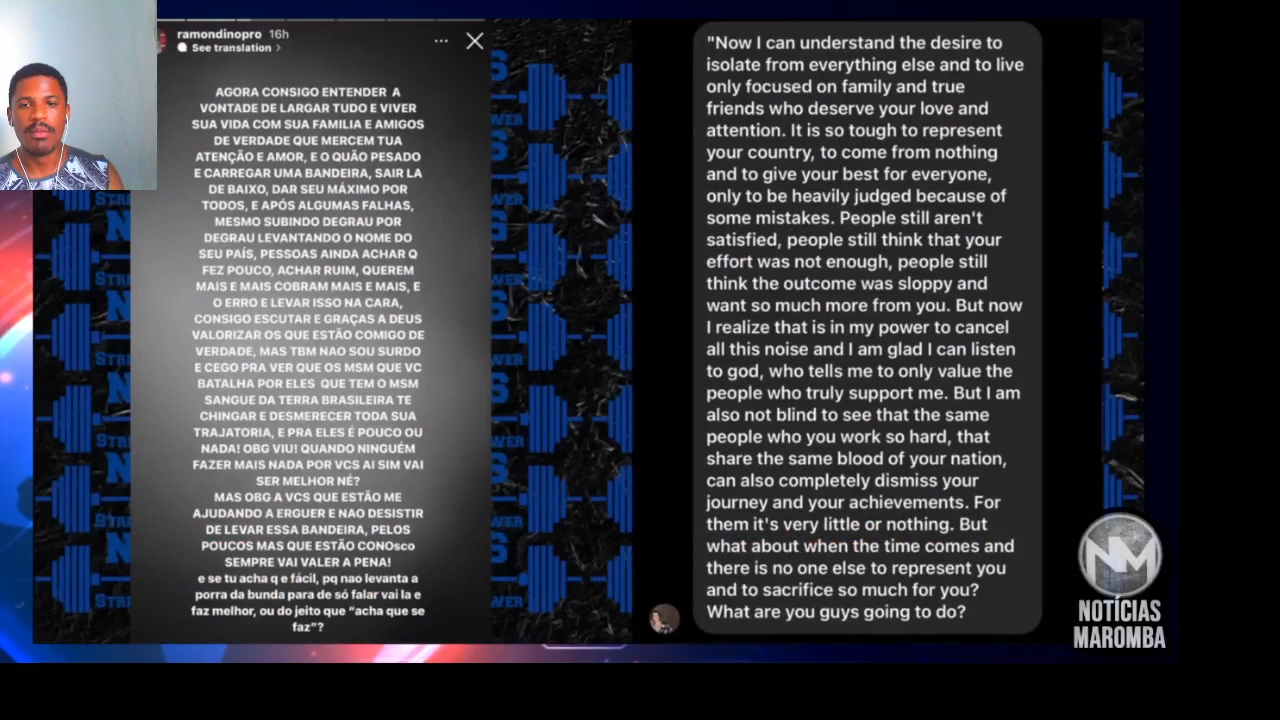 ramondinopro 16h
See translation >
AGORA CONSIGO ENTENDER A
VONTADE DE LARGAR TUDO E VIVER
SUA VIDA COM SUA FAMILIA E AMIGOS
DE VERDADE QUE MERCEM TUA
ATENÇÃO E AMOR, E O QUÃO PESADO
E CARREGAR UMA BANDEIRA, SAIR LA
DE BAIXO, DAR SEU MÁXIMO POR
TODOS, E APÓS ALGUMAS FALHAS,
MESMO SUBINDO DEGRAU POR
DEGRAU LEVANTANDO O NOME DO
SEU PAÍS, PESSOAS AINDA ACHAR Q
FEZ POUCO, ACHAR RUIM, QUEREM
MAIS E MAIS COBRAM MAIS E MAIS, E
O ERRO E LEVAR ISSO NA CARA,
CONSIGO ESCUTAR E GRAÇAS A DEUS
VALORIZAR OS QUE ESTÃO COMIGO DE
VERDADE, MAS TBM NAO SOU SURDO
E CEGO PRA VER QUE OS MSM QUE VC
BATALHA POR ELES QUE TEM O MSM
SANGUE DA TERRA BRASILEIRA TE
CHINGAR E DESMERECER TODA SUA
TRAJATORIA, E PRA ELES É POUCO OU
NADA! OBG VIU! QUANDO NINGUÉM
FAZER MAIS NADA POR VCS AI SIM VAI
SER MELHOR NÉ?
MAS OBG A VCS QUE ESTÃO ME
AJUDANDO A ERGUER E NAO DESISTIR
DE LEVAR ESSA BANDEIRA, PELOS
POUCOS MAS QUE ESTÃO CONOsco
SEMPRE VAI VALER A PENA!
e se tu acha q e fácil, pq nao levanta a
porra da bunda para de só falar vai la e
faz melhor, ou do jeito que “acha que se
faz”?
"Now I can understand the desire to
isolate from everything else and to live
only focused on family and true
friends who deserve your love and
attention. It is so tough to represent
your country, to come from nothing
and to give your best for everyone,
only to be heavily judged because of
some mistakes. People still aren't
satisfied, people still think that your
effort was not enough, people still
think the outcome was sloppy and
want so much more from you. But now
I realize that is in my power to cancel
all this noise and I am glad I can listen
to god, who tells me to only value the
people who truly support me. But I am
also not blind to see that the same
people who you work so hard, that
share the same blood of your nation,
can also completely dismiss your
journey and your achievements. For
them it's very little or nothing. But
what about when the time comes and
there is no one else to represent you
and to sacrifice so much for you?
What are you guys going to do?
NM
NOTÍCIAS
MAROMBA